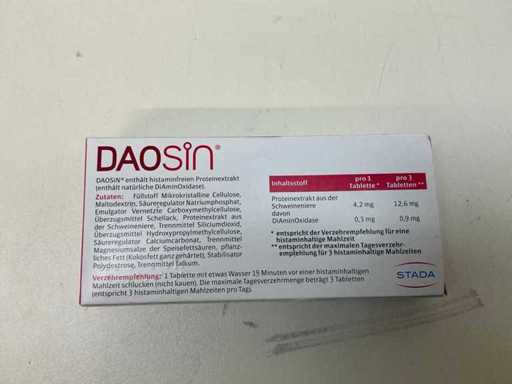 DAOSiN®
DAOSiN® enthält histaminfreien Proteinextrakt
(enthält natürliche DiAminOxidase).
Zutaten: Füllstoff Mikrokristalline Cellulose,
Maltodextrin, Säureregulator Natriumphosphat,
Emulgator Vernetzte Carboxymethylcellulose,
Überzugsmittel Schellack, Proteinextrakt aus
der Schweineniere, Trennmittel Siliciumdioxid,
Überzugsmittel Hydroxypropylmethylcellulose,
Säureregulator Calciumcarbonat, Trennmittel
Magnesiumsalze der Speisefettsäuren, pflanz-
liches Fett (Kokosfett ganz gehärtet), Stabilisator
Polydextrose, Trennmittel Talkum.
Verzehrempfehlung: 1 Tablette mit etwas Wasser 15 Minuten vor einer histaminhaltigen
Mahlzeit schlucken (nicht kauen). Die maximale Tagesverzehrmenge beträgt 3 Tabletten
(entspricht 3 histaminhaltigen Mahlzeiten pro Tag).
Inhaltsstoff pro 1 Tablette * pro 3 Tabletten **
Proteinextrakt aus der
Schweineniere 4,2 mg 12,6 mg
davon
DiAminOxidase 0,3 mg 0,9 mg
* entspricht der Verzehrempfehlung für eine
histaminhaltige Mahlzeit
** entspricht der maximalen Tagesverzehr-
empfehlung für 3 histaminhaltige Mahlzeiten
STADA